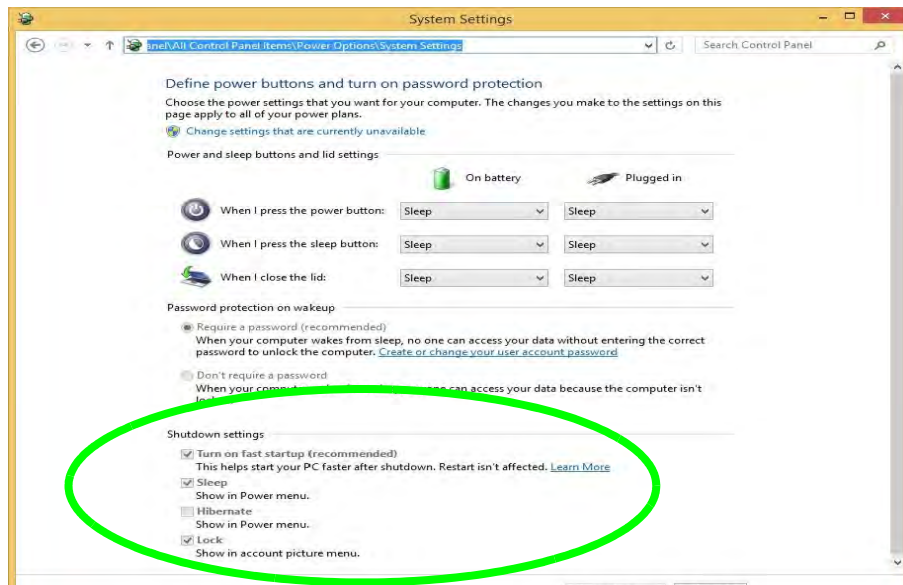 System Settings
anel\All Control Panel Items\Power Options\System Settings
Search Control Panel
Define power buttons and turn on password protection
Choose the power settings that you want for your computer. The changes you make to the settings on this
page apply to all of your power plans.
Change settings that are currently unavailable
Power and sleep buttons and lid settings
On battery Plugged in
When I press the power button: Sleep Sleep
When I press the sleep button: Sleep Sleep
When I close the lid: Sleep Sleep
Password protection on wakeup
Require a password (recommended)
When your computer wakes from sleep, no one can access your data without entering the correct
password to unlock the computer. Create or change your user account password
Don't require a password
When your can access your data because the computer isn't
Shutdown settings
Turn on fast startup (recommended)
This helps start your PC faster after shutdown. Restart isn't affected. Learn More
Sleep
Show in Power menu.
Hibernate
Show in Power menu.
Lock
Show in account picture menu.